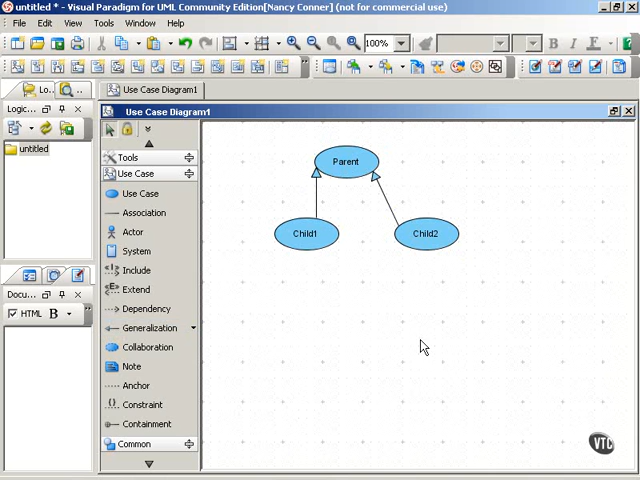 untitled * - Visual Paradigm for UML Community Edition[Nancy Conner] (not for commercial use)
File Edit View Tools Window Help
100%
B I
Lo.. ..
Use Case Diagram1
Logic..
Use Case Diagram1
untitled
Tools
Use Case
Use Case
Association
Actor
System
Include
Extend
Dependency
Generalization
Collaboration
Note
Anchor
Constraint
Containment
Common
Docu..
HTML B
Parent
Child1
Child2
VTC